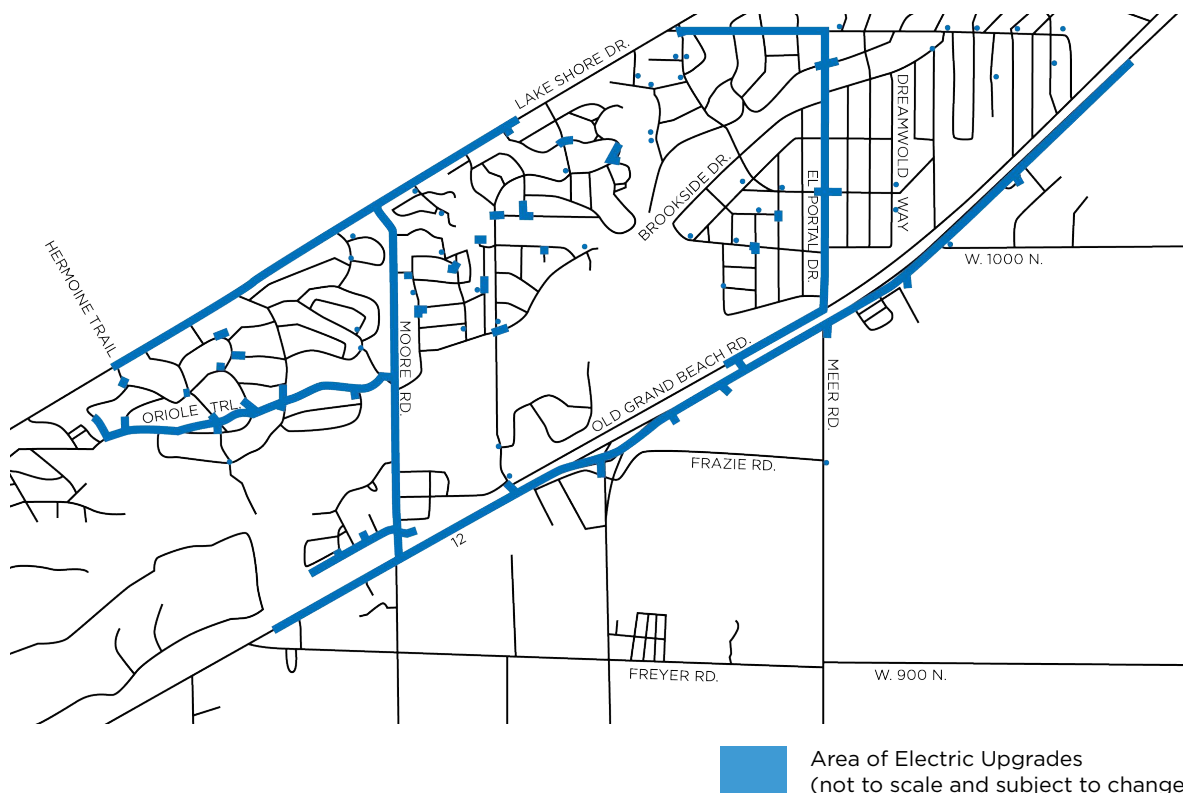 LAKE SHORE DR.
DREAMWOLD WAY
BROOKSIDE DR.
EL PORTAL DR.
HERMOINE TRAIL
W. 1000 N.
MOORE RD.
OLD GRAND BEACH RD.
MEER RD.
ORIOLE TRL.
FRAZIE RD.
12
FREYER RD.
W. 900 N.
Area of Electric Upgrades
(not to scale and subject to change